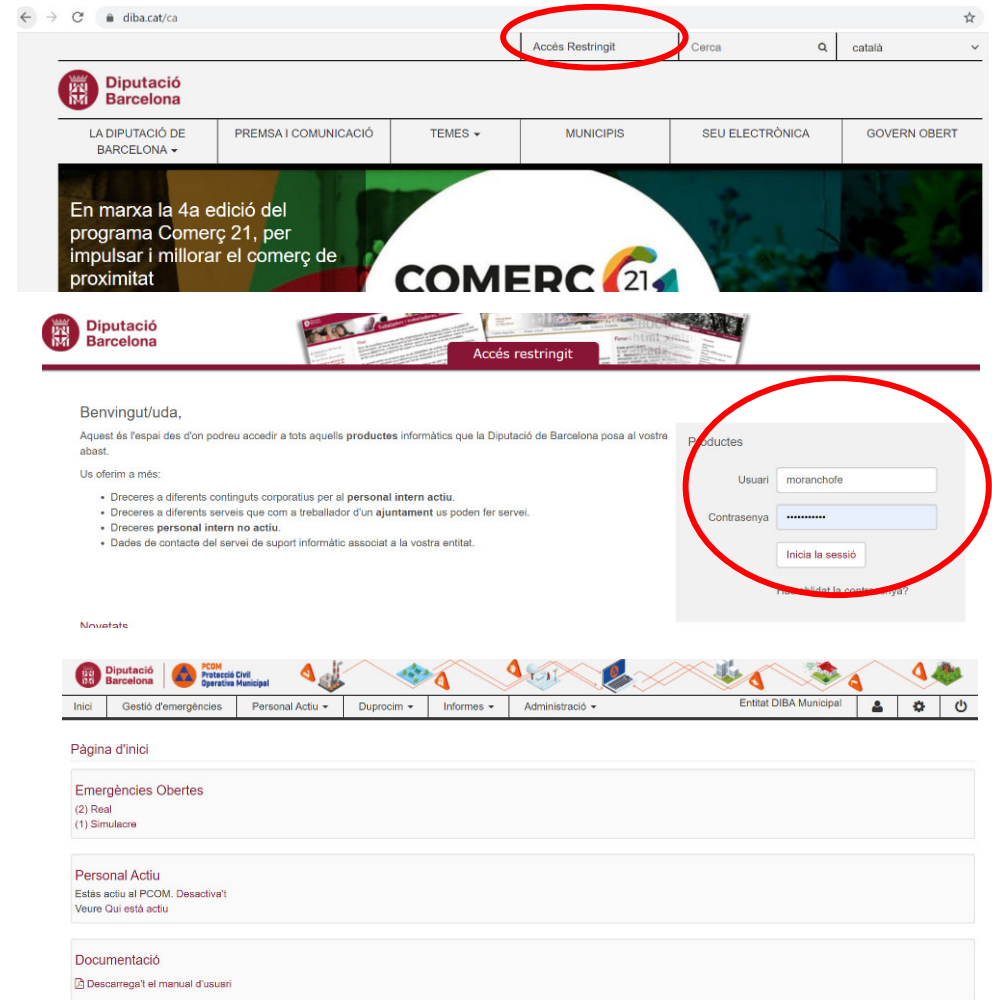 diba.cat/ca
Accés Restringit
Cerca
català
Diputació
Barcelona
LA DIPUTACIÓ DE
BARCELONA
PREMSA I COMUNICACIÓ
TEMES
MUNICIPIS
SEU ELECTRÒNICA
GOVERN OBERT
En marxa la 4a edició del
programa Comerç 21, per
impulsar i millorar el comerç de
proximitat
COMERC 21
Diputació
Barcelona
Accés restringit
Benvingut/uda,
Aquest és l'espai des d'on podreu accedir a tots aquells productes informàtics que la Diputació de Barcelona posa al vostre
abast.
Us oferim a més:
• Dreceres a diferents continguts corporatius per al personal intern actiu.
• Dreceres a diferents serveis que com a treballador d'un ajuntament us poden fer servei.
• Dreceres personal intern no actiu.
• Dades de contacte del servei de suport informàtic associat a la vostra entitat.
Productes
Usuari moranchofe
Contrasenya •••••••••••
Inicia la sessió
oblidat la contrasenya?
Novetats
Diputació
Barcelona
PCOM
Protecció Civil
Operativa Municipal
Inici
Gestió d'emergències
Personal Actiu
Duprocim
Informes
Administració
Entitat DIBA Municipal
Pàgina d'inici
Emergències Obertes
(2) Real
(1) Simulacre
Personal Actiu
Estás actiu al PCOM. Desactiva't
Veure Qui està actiu
Documentació
Descarrega't el manual d'usuari